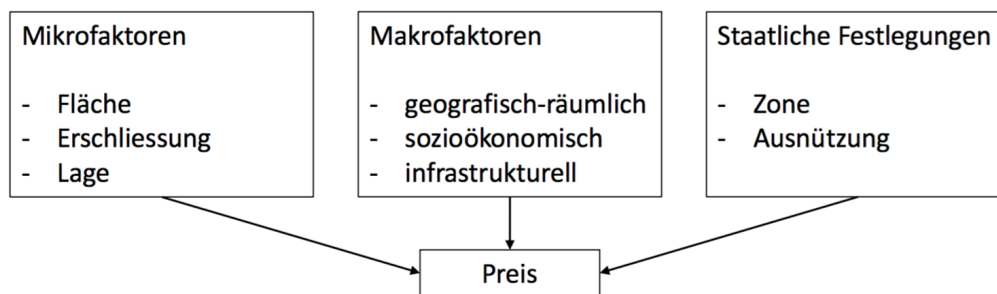 Mikrofaktoren
- Fläche
- Erschliessung
- Lage
Makrofaktoren
- geografisch-räumlich
- sozioökonomisch
- infrastrukturell
Staatliche Festlegungen
- Zone
- Ausnützung
Preis